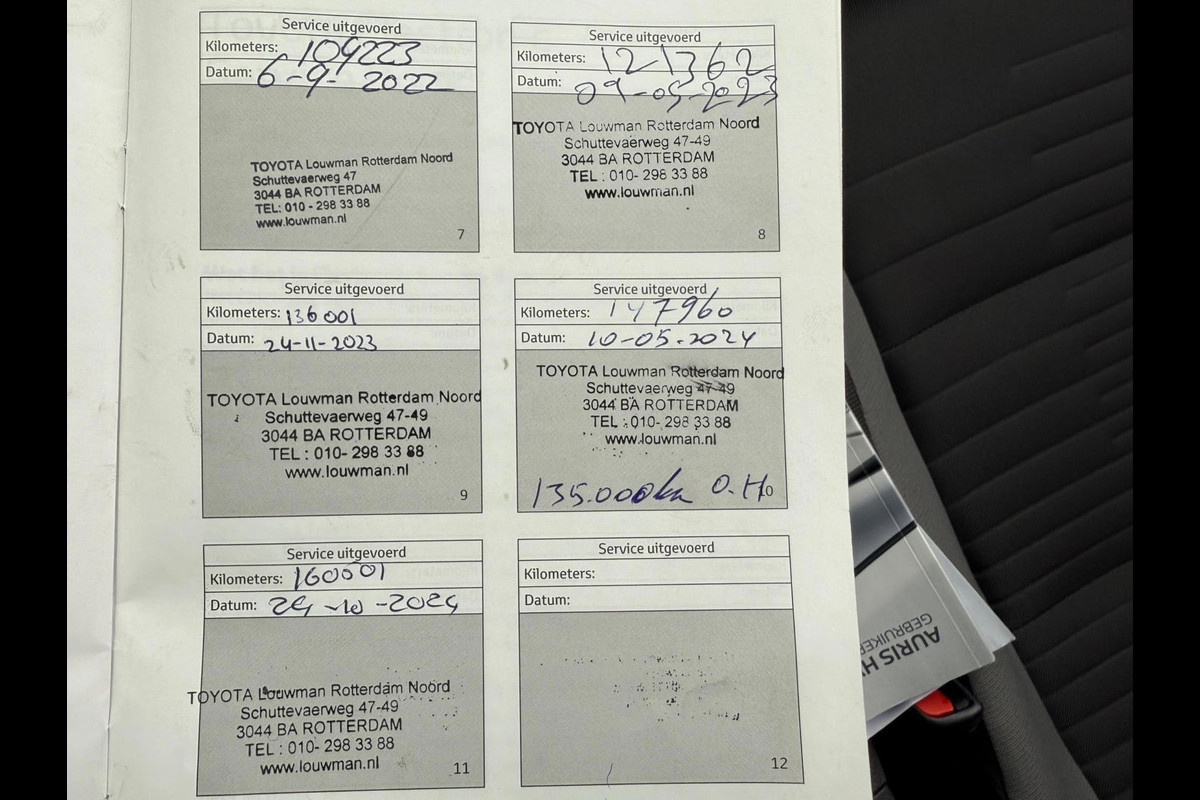 Service uitgevoerd
Kilometers: 109223
Datum: 6-9-2022
TOYOTA Louwman Rotterdam Noord
Schuttevaerweg 47
3044 BA ROTTERDAM
TEL: 010 - 298 33 88
www.louwman.nl
7
Service uitgevoerd
Kilometers: 121362
Datum: 09-05-2023
TOYOTA Louwman Rotterdam Noord
Schuttevaerweg 47-49
3044 BA ROTTERDAM
TEL : 010- 298 33 88
www.louwman.nl
8
Service uitgevoerd
Kilometers: 136001
Datum: 24-11-2023
TOYOTA Louwman Rotterdam Noord
Schuttevaerweg 47-49
3044 BA ROTTERDAM
TEL : 010- 298 33 88
www.louwman.nl
9
Service uitgevoerd
Kilometers: 147960
Datum: 10-05-2024
TOYOTA Louwman Rotterdam Noord
Schuttevaerweg 47-49
3044 BA ROTTERDAM
TEL : 010- 298 33 88
www.louwman.nl
135.000km O.H
10
Service uitgevoerd
Kilometers: 160001
Datum: 24-10-2024
TOYOTA Louwman Rotterdam Noord
Schuttevaerweg 47-49
3044 BA ROTTERDAM
TEL : 010- 298 33 88
www.louwman.nl
11
Service uitgevoerd
Kilometers:
Datum:
12
AURIS H
GEBRUIKE